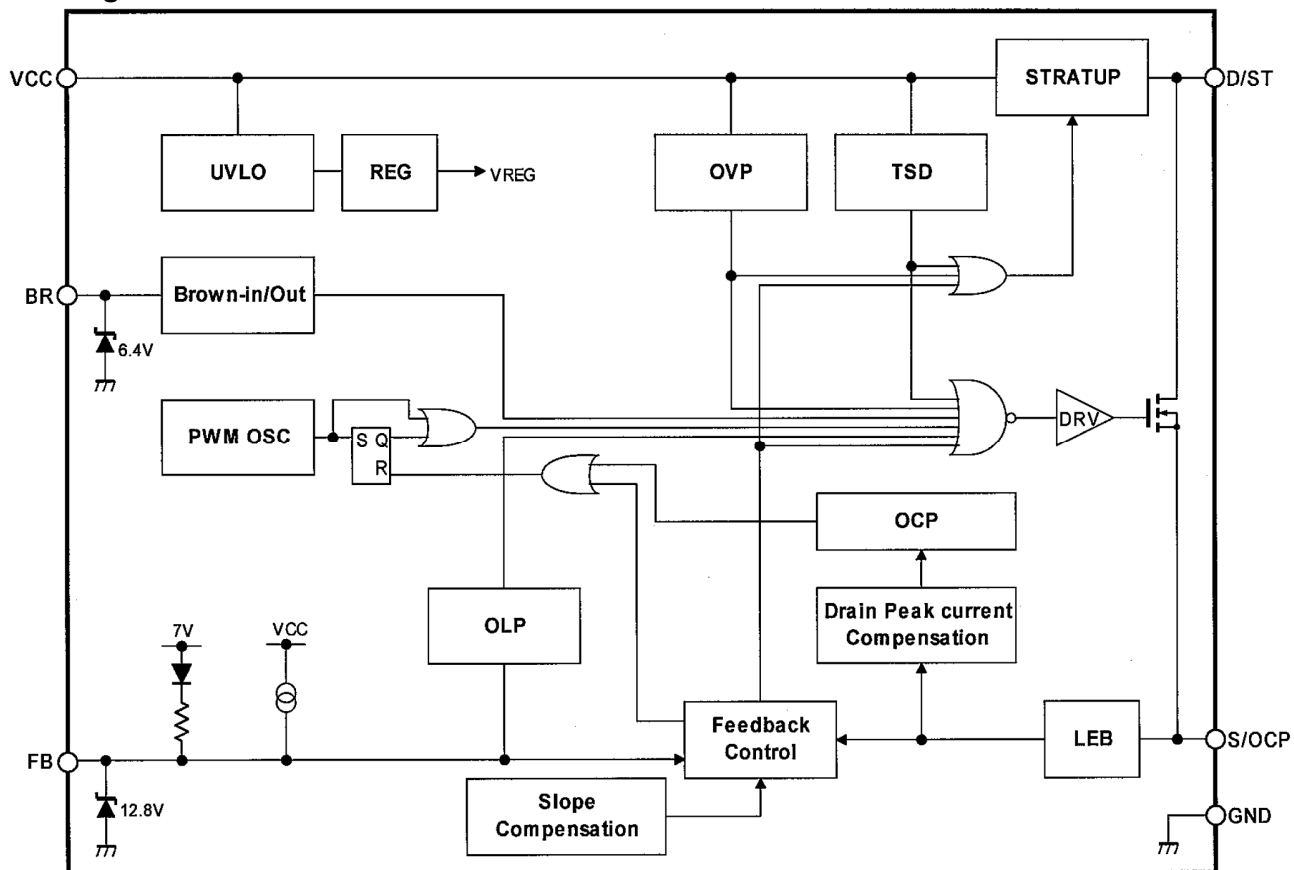 VCC
STRATUP
D/ST
UVLO
REG
VREG
OVP
TSD
BR
Brown-in/Out
6.4V
PWM OSC
S Q
R
DRV
OCP
OLP
Drain Peak current
Compensation
7V
VCC
FB
Feedback
Control
LEB
S/OCP
12.8V
Slope
Compensation
GND